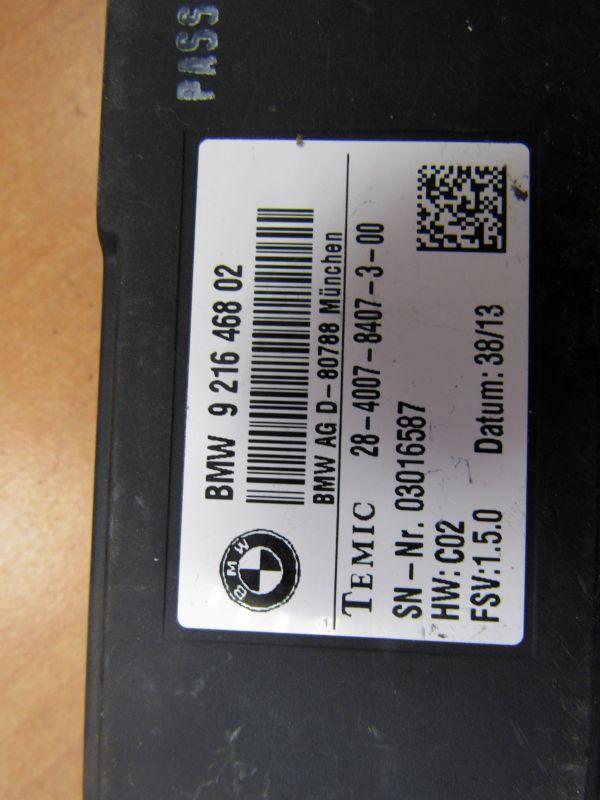 PASS
BMW 9 216 468 02
BMW AG D-80788 München
BMW
TEMIC 28-4007-8407-3-00
SN-Nr. 03016587
HW: C02
FSV:1.5.0 Datum: 38/13